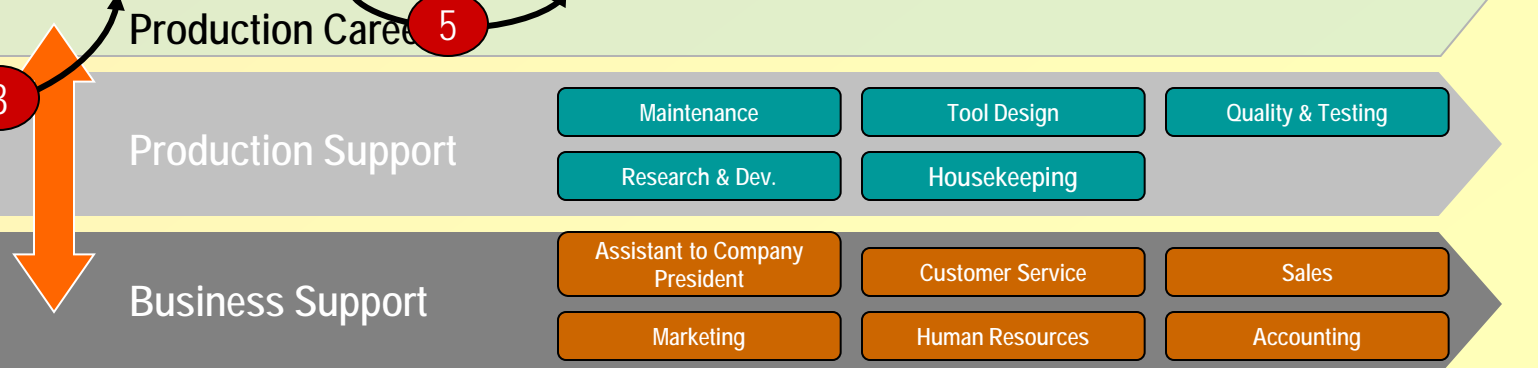 Production
5
Production Support
Maintenance
Tool Design
Quality & Testing
Research & Dev.
Housekeeping
Business Support
Assistant to Company
President
Customer Service
Sales
Marketing
Human Resources
Accounting